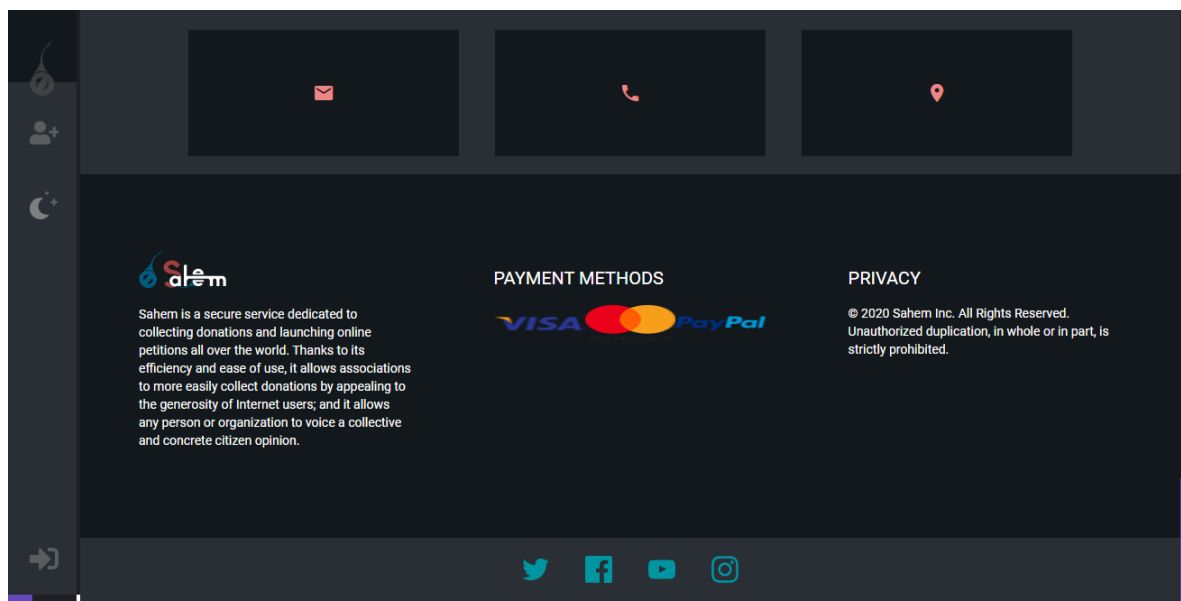 Sahem
Sahem is a secure service dedicated to
collecting donations and launching online
petitions all over the world. Thanks to its
efficiency and ease of use, it allows associations
to more easily collect donations by appealing to
the generosity of Internet users; and it allows
any person or organization to voice a collective
and concrete citizen opinion.
PAYMENT METHODS
VISA PayPal
PRIVACY
© 2020 Sahem Inc. All Rights Reserved.
Unauthorized duplication, in whole or in part, is
strictly prohibited.